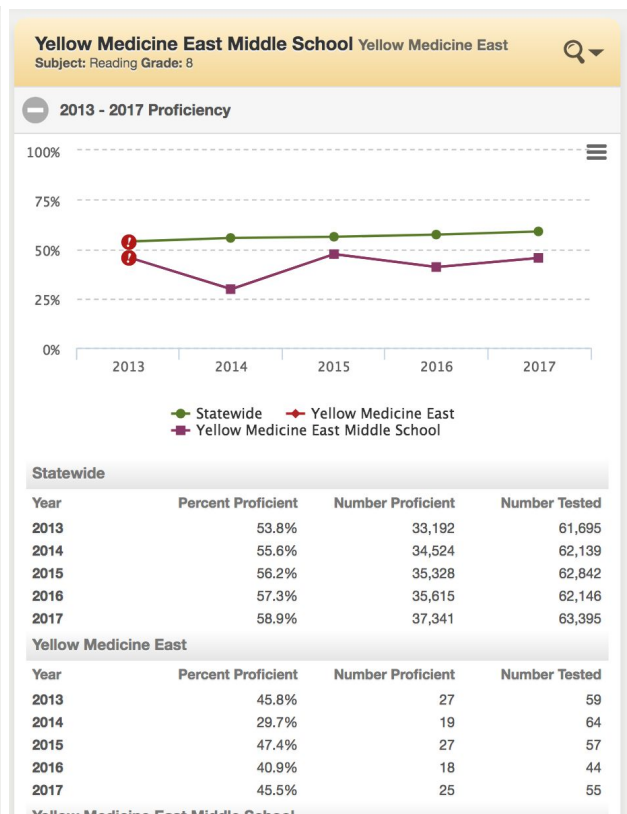 Yellow Medicine East Middle School Yellow Medicine East
Subject: Reading Grade: 8
2013 - 2017 Proficiency
100%
75%
50%
25%
0%
2013 2014 2015 2016 2017
Statewide Yellow Medicine East
Yellow Medicine East Middle School
Statewide
Year Percent Proficient Number Proficient Number Tested
2013 53.8% 33,192 61,695
2014 55.6% 34,524 62,139
2015 56.2% 35,328 62,842
2016 57.3% 35,615 62,146
2017 58.9% 37,341 63,395
Yellow Medicine East
Year Percent Proficient Number Proficient Number Tested
2013 45.8% 27 59
2014 29.7% 19 64
2015 47.4% 27 57
2016 40.9% 18 44
2017 45.5% 25 55
Yellow Medicine East Middle School